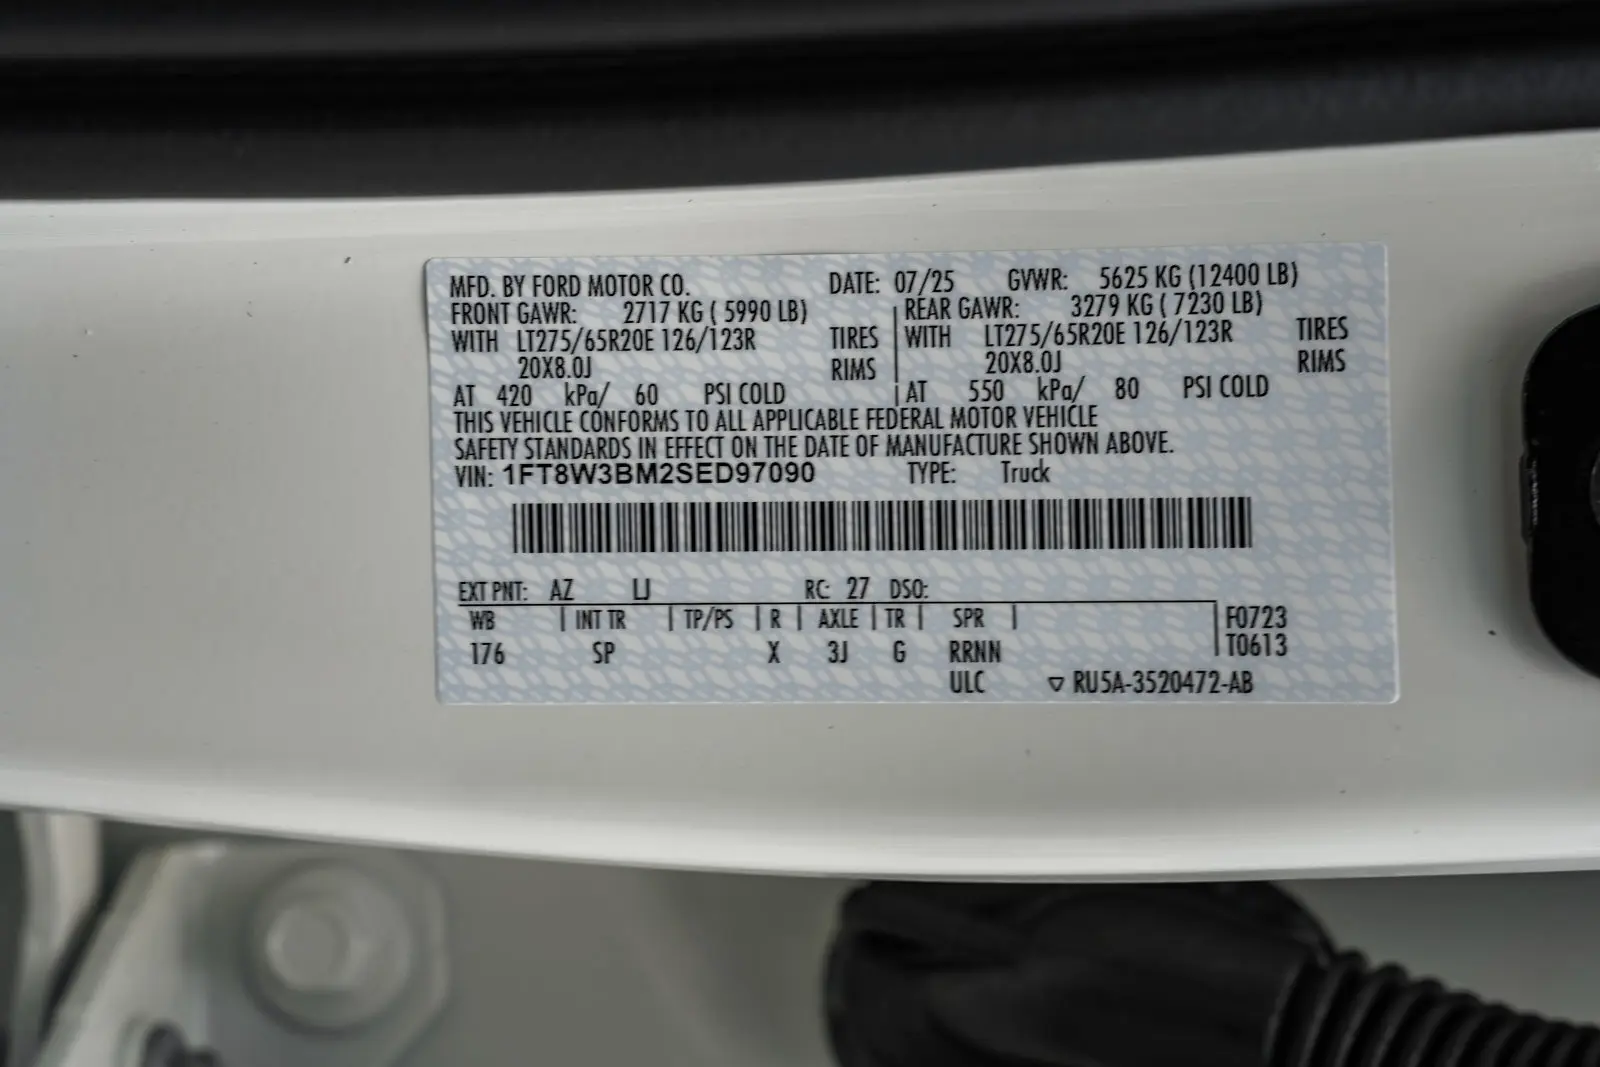 MFD. BY FORD MOTOR CO. DATE: 07/25 GVWR: 5625 KG (12400 LB)
FRONT GAWR: 2717 KG ( 5990 LB) REAR GAWR: 3279 KG ( 7230 LB)
WITH LT275/65R20E 126/123R TIRES WITH LT275/65R20E 126/123R TIRES
20X8.0J RIMS 20X8.0J RIMS
AT 420 kPa/ 60 PSI COLD AT 550 kPa/ 80 PSI COLD
THIS VEHICLE CONFORMS TO ALL APPLICABLE FEDERAL MOTOR VEHICLE
SAFETY STANDARDS IN EFFECT ON THE DATE OF MANUFACTURE SHOWN ABOVE.
VIN: 1FT8W3BM2SED97090 TYPE: Truck
EXT PNT: AZ LJ RC: 27 DSO:
WB INT TR TP/PS R AXLE TR SPR F0723
176 SP X 3J G RRNN T0613
ULC RU5A-3520472-AB